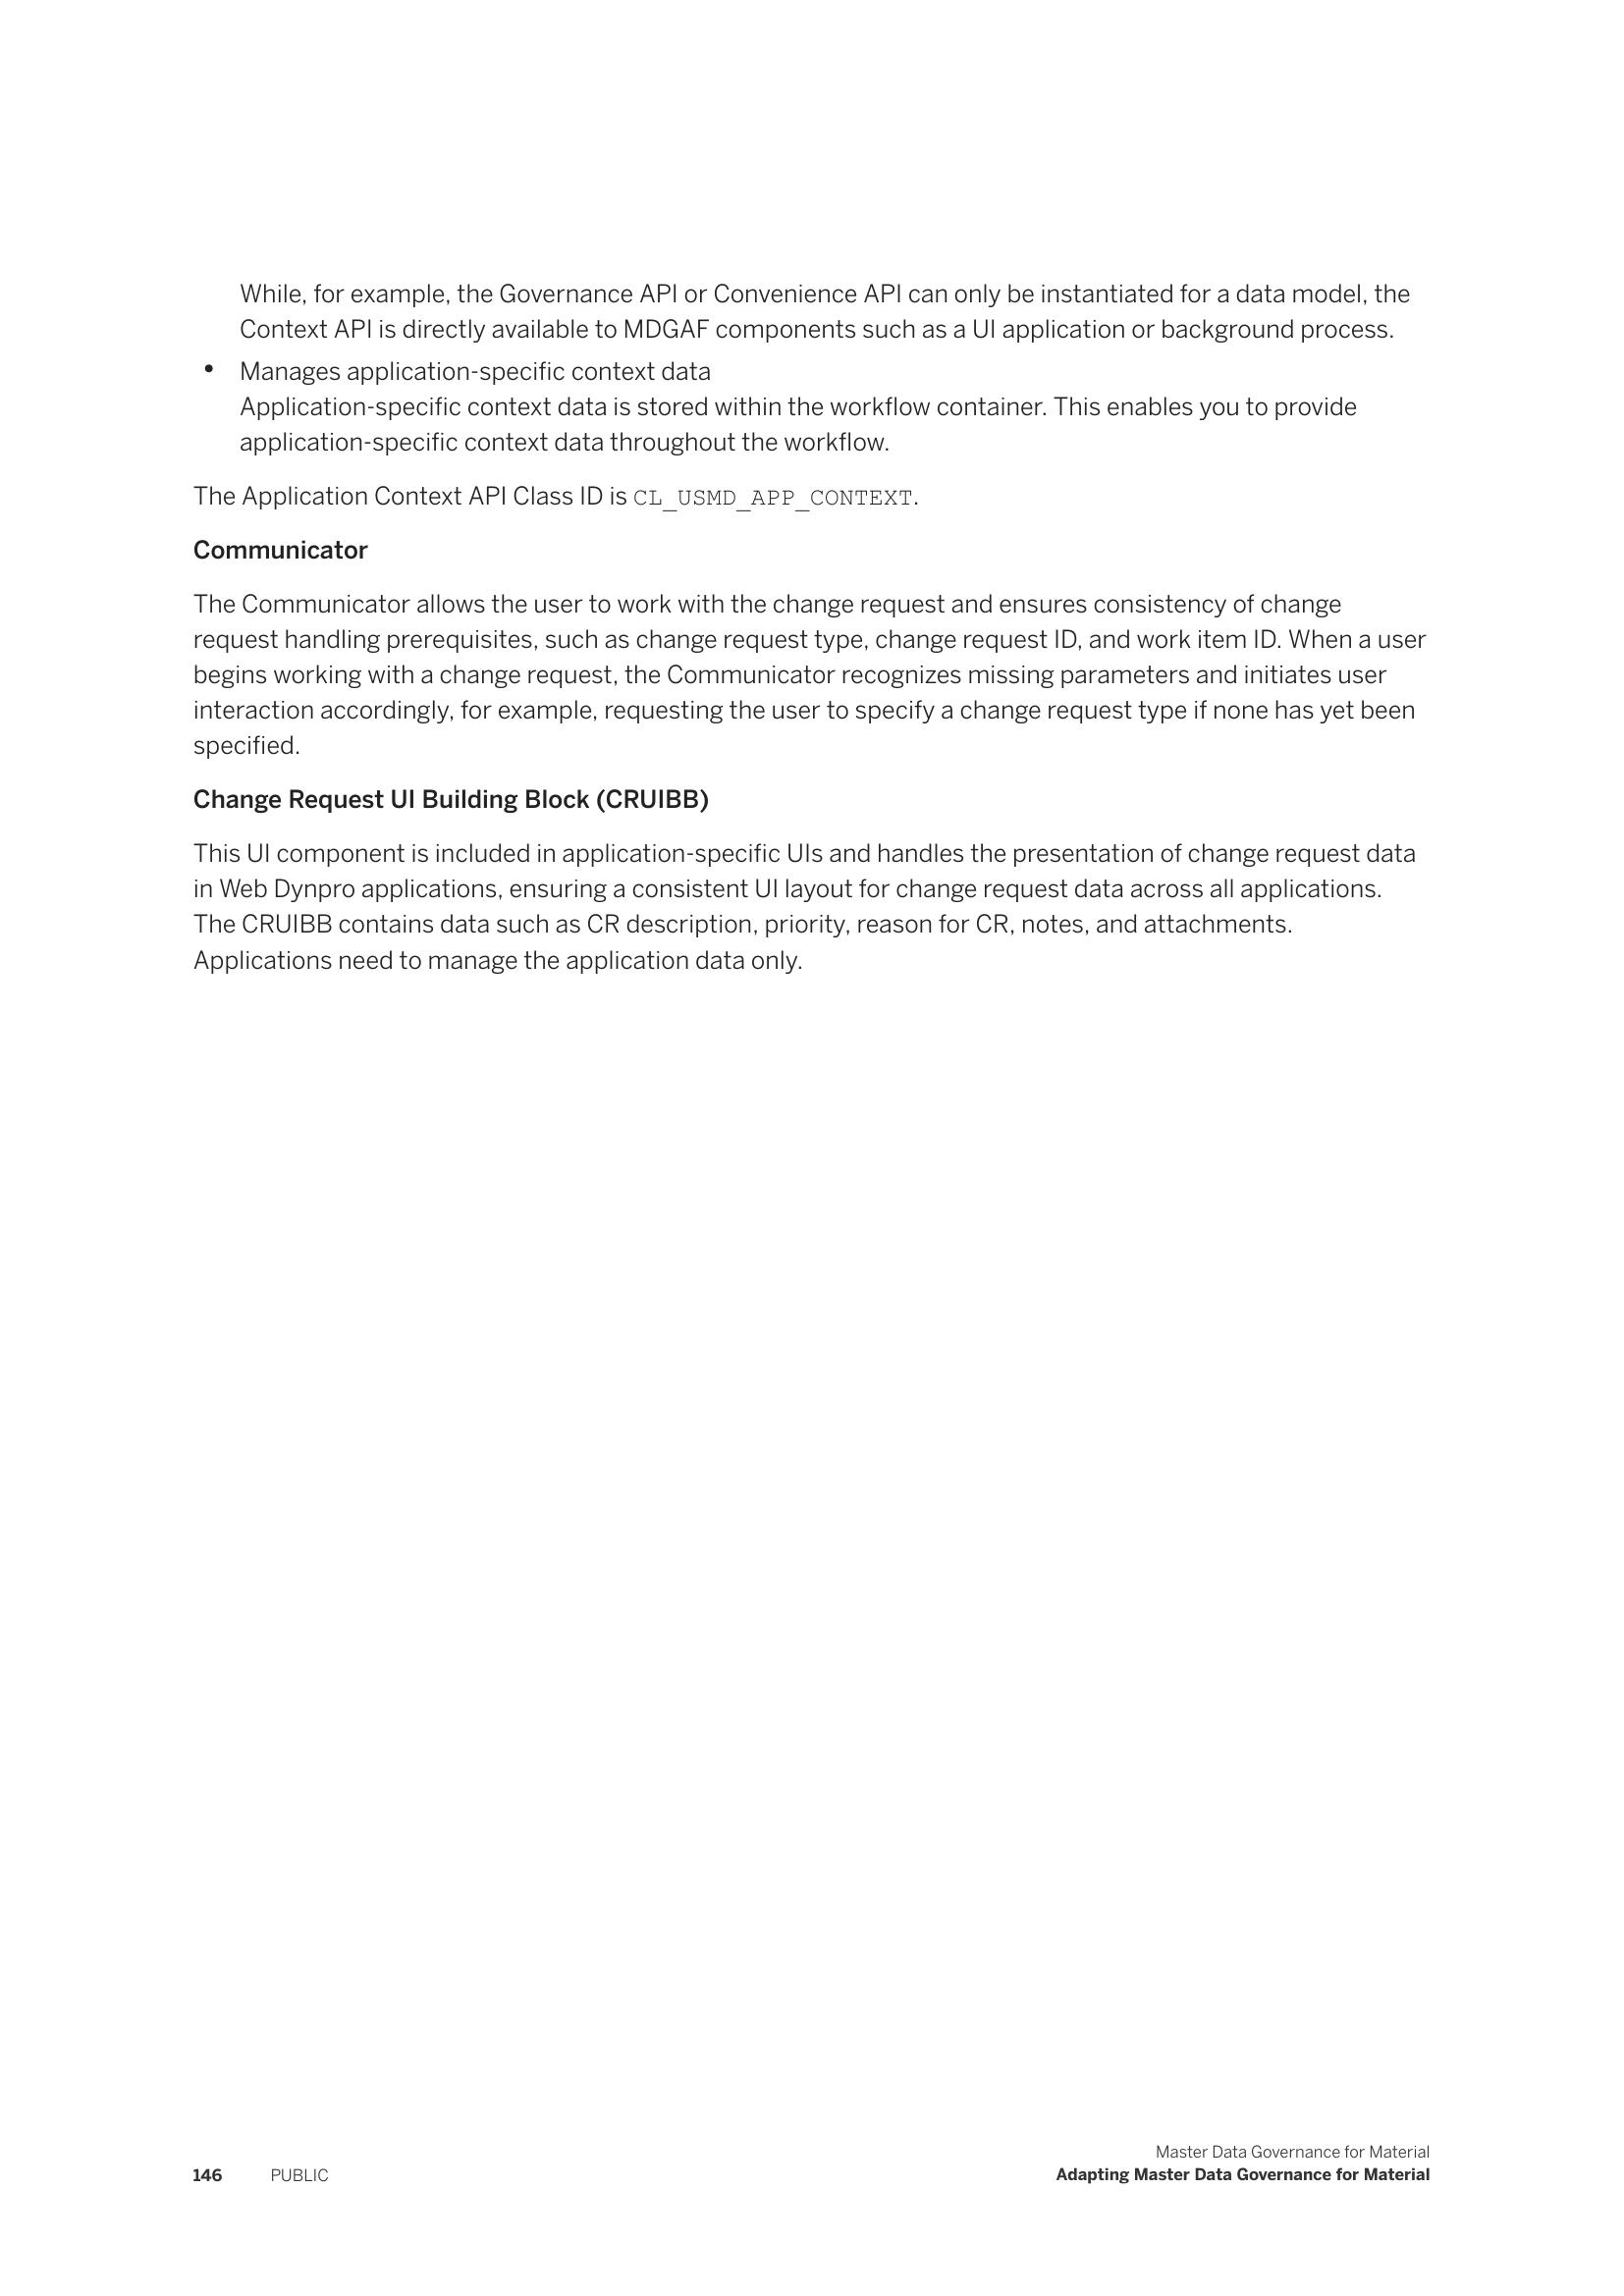 While, for example, the Governance API or Convenience API can only be instantiated for a data model, the
Context API is directly available to MDGAF components such as a UI application or background process.
• Manages application-specific context data
Application-specific context data is stored within the workflow container. This enables you to provide
application-specific context data throughout the workflow.
The Application Context API Class ID is CL_USMD_APP_CONTEXT.
Communicator
The Communicator allows the user to work with the change request and ensures consistency of change
request handling prerequisites, such as change request type, change request ID, and work item ID. When a user
begins working with a change request, the Communicator recognizes missing parameters and initiates user
interaction accordingly, for example, requesting the user to specify a change request type if none has yet been
specified.
Change Request UI Building Block (CRUIBB)
This UI component is included in application-specific UIs and handles the presentation of change request data
in Web Dynpro applications, ensuring a consistent UI layout for change request data across all applications.
The CRUIBB contains data such as CR description, priority, reason for CR, notes, and attachments.
Applications need to manage the application data only.
Master Data Governance for Material
146 PUBLIC Adapting Master Data Governance for Material